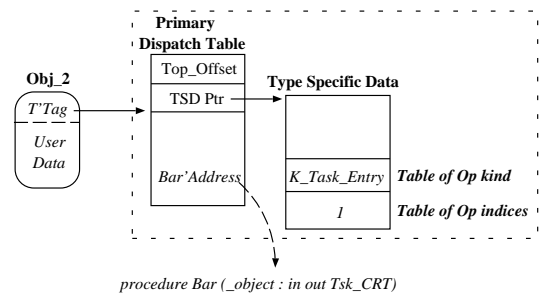 Primary
Dispatch Table
Obj_2
Top_Offset
Type Specific Data
T'Tag
TSD Ptr
User
Data
Bar'Address
K_Task_Entry
Table of Op kind
1
Table of Op indices
procedure Bar (_object : in out Tsk_CRT)